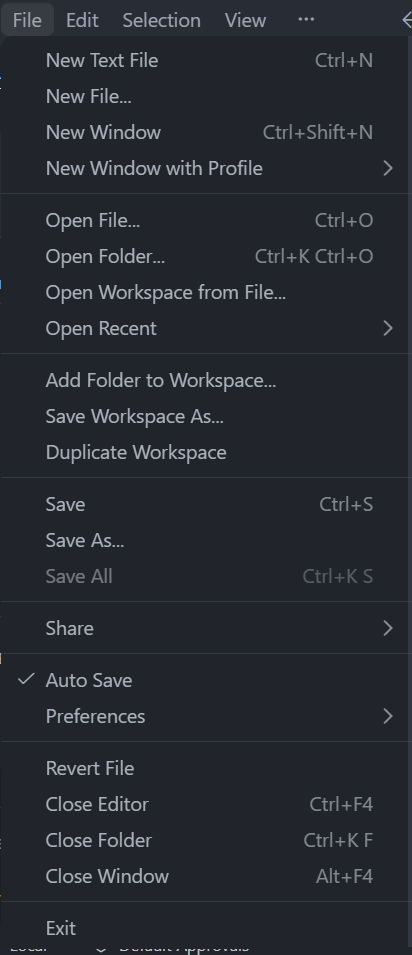 File Edit Selection View ...
New Text File Ctrl+N
New File...
New Window Ctrl+Shift+N
New Window with Profile
Open File... Ctrl+O
Open Folder... Ctrl+K Ctrl+O
Open Workspace from File...
Open Recent
Add Folder to Workspace...
Save Workspace As...
Duplicate Workspace
Save Ctrl+S
Save As...
Save All Ctrl+K S
Share
Auto Save
Preferences
Revert File
Close Editor Ctrl+F4
Close Folder Ctrl+K F
Close Window Alt+F4
Exit
Local Default Approvals